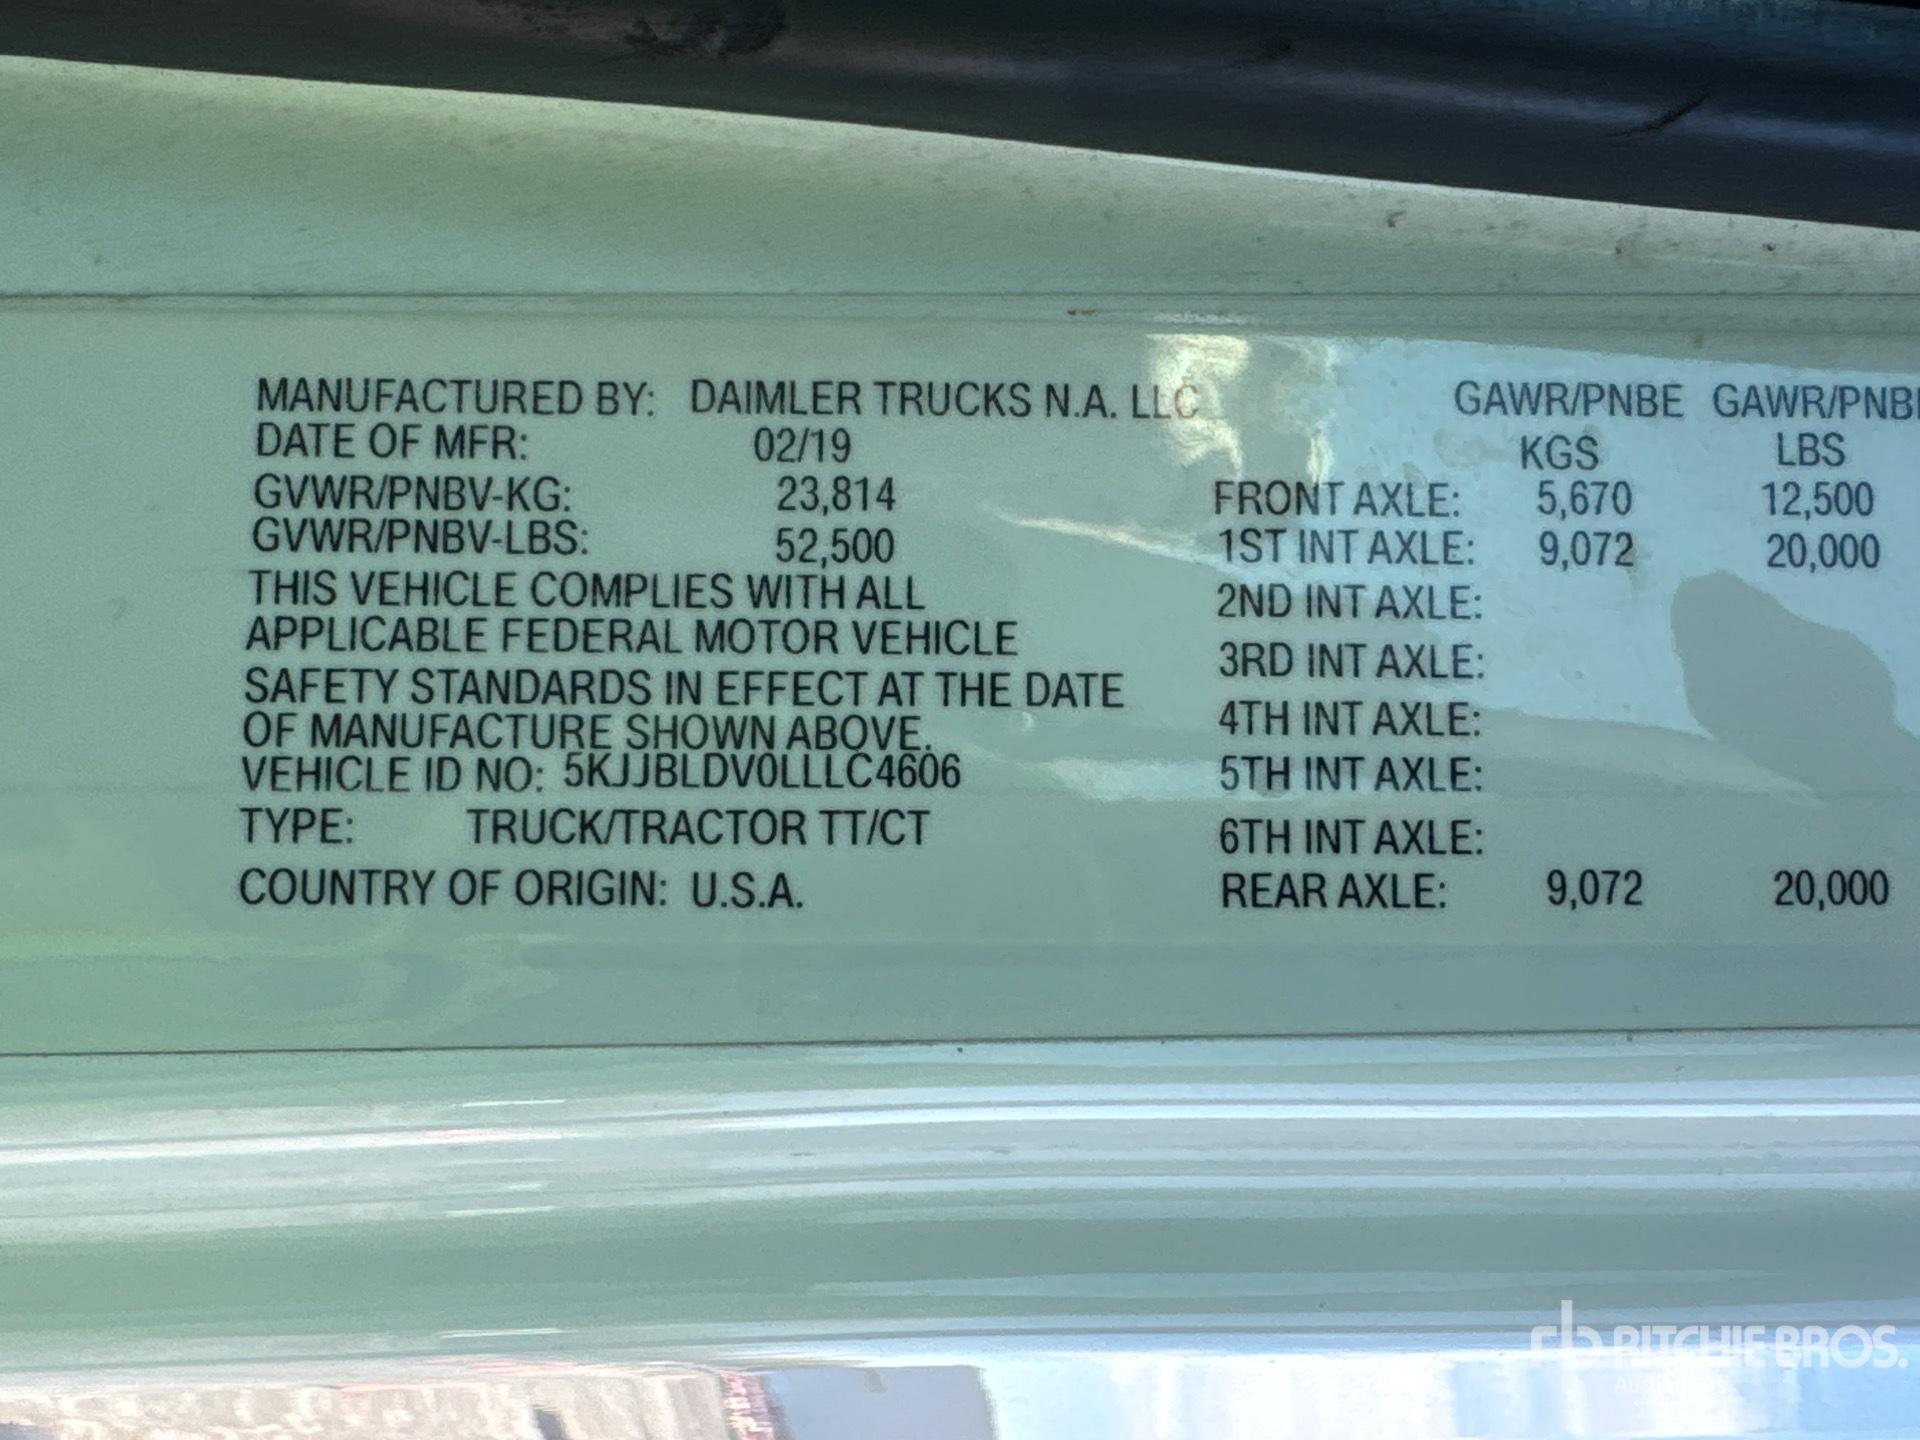 MANUFACTURED BY: DAIMLER TRUCKS N.A. LLC
DATE OF MFR: 02/19
GVWR/PNBV-KG: 23,814
GVWR/PNBV-LBS: 52,500
THIS VEHICLE COMPLIES WITH ALL
APPLICABLE FEDERAL MOTOR VEHICLE
SAFETY STANDARDS IN EFFECT AT THE DATE
OF MANUFACTURE SHOWN ABOVE.
VEHICLE ID NO: 5KJJBLDV0LLLC4606
TYPE: TRUCK/TRACTOR TT/CT
COUNTRY OF ORIGIN: U.S.A.
GAWR/PNBE GAWR/PNBE
KGS LBS
FRONT AXLE: 5,670 12,500
1ST INT AXLE: 9,072 20,000
2ND INT AXLE:
3RD INT AXLE:
4TH INT AXLE:
5TH INT AXLE:
6TH INT AXLE:
REAR AXLE: 9,072 20,000
rb RITCHIE BROS.